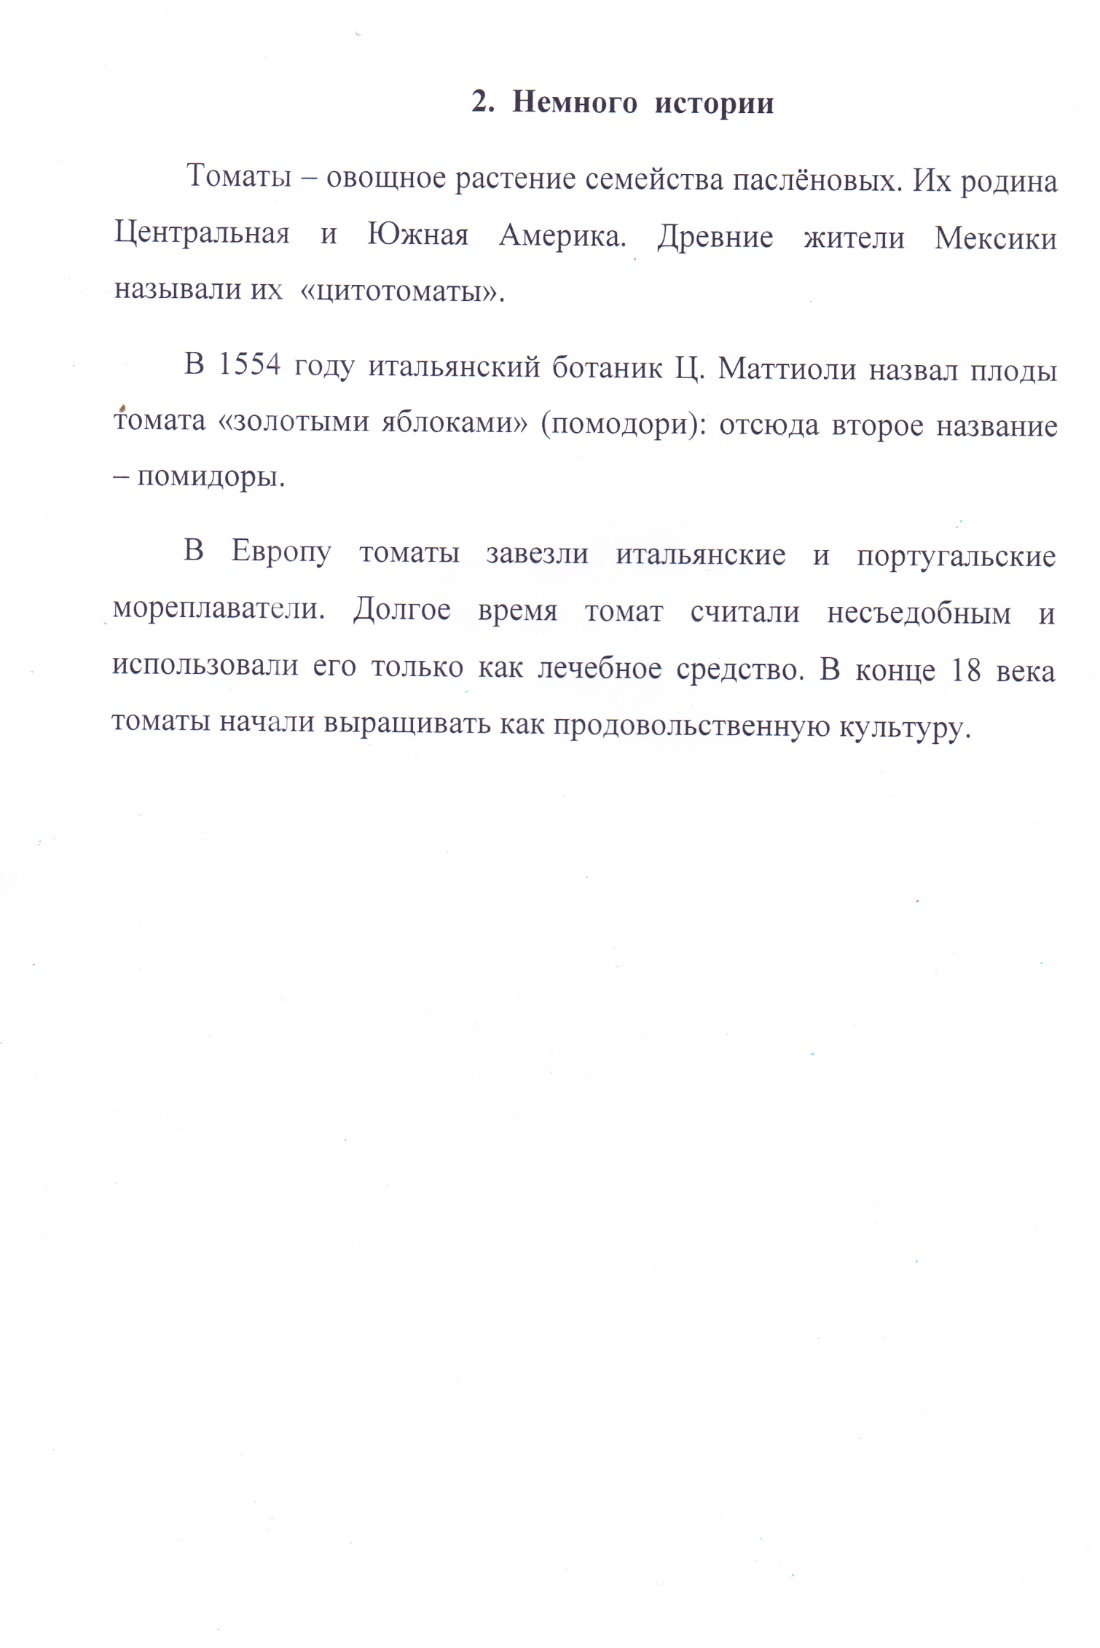 2. Немного истории
Томаты – овощное растение семейства паслёновых. Их родина
Центральная и Южная Америка. Древние жители Мексики
называли их «цитотоматы».
В 1554 году итальянский ботаник Ц. Маттиоли назвал плоды
томата «золотыми яблоками» (помодори): отсюда второе название
– помидоры.
В Европу томаты завезли итальянские и португальские
мореплаватели. Долгое время томат считали несъедобным и
использовали его только как лечебное средство. В конце 18 века
томаты начали выращивать как продовольственную культуру.